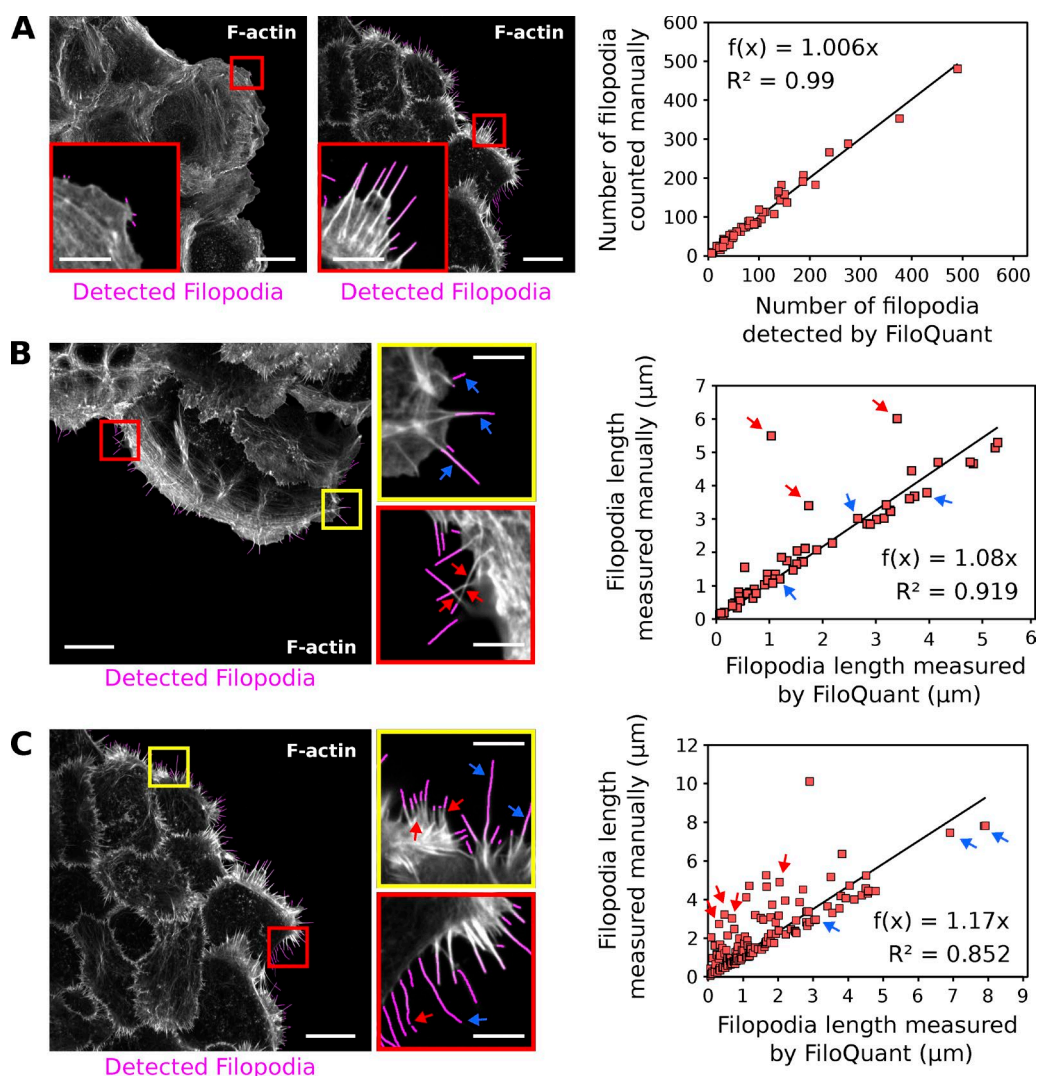 A
F-actin
Detected Filopodia
F-actin
Detected Filopodia
Number of filopodia
counted manually
600
500
400
300
200
100
0
f(x) = 1.006x
R² = 0.99
0 100 200 300 400 500 600
Number of filopodia
detected by FiloQuant
B
F-actin
Detected Filopodia
Filopodia length
measured manually (μm)
7
6
5
4
3
2
1
0
f(x) = 1.08x
R² = 0.919
0 1 2 3 4 5 6
Filopodia length measured
by FiloQuant (μm)
C
F-actin
Detected Filopodia
Filopodia length
measured manually (μm)
12
10
8
6
4
2
0
f(x) = 1.17x
R² = 0.852
0 1 2 3 4 5 6 7 8 9
Filopodia length measured
by FiloQuant (μm)